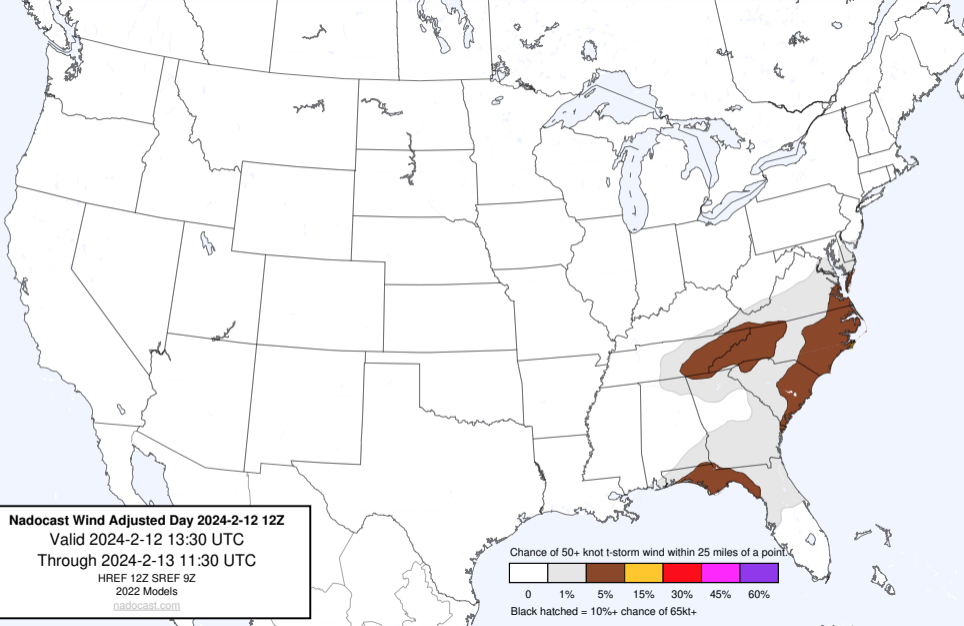 Nadocast Wind Adjusted Day 2024-2-12 12Z
Valid 2024-2-12 13:30 UTC
Through 2024-2-13 11:30 UTC
HREF 12Z SREF 9Z
2022 Models
nadocast.com
Chance of 50+ knot t-storm wind within 25 miles of a point.
0 1% 5% 15% 30% 45% 60%
Black hatched = 10%+ chance of 65kt+